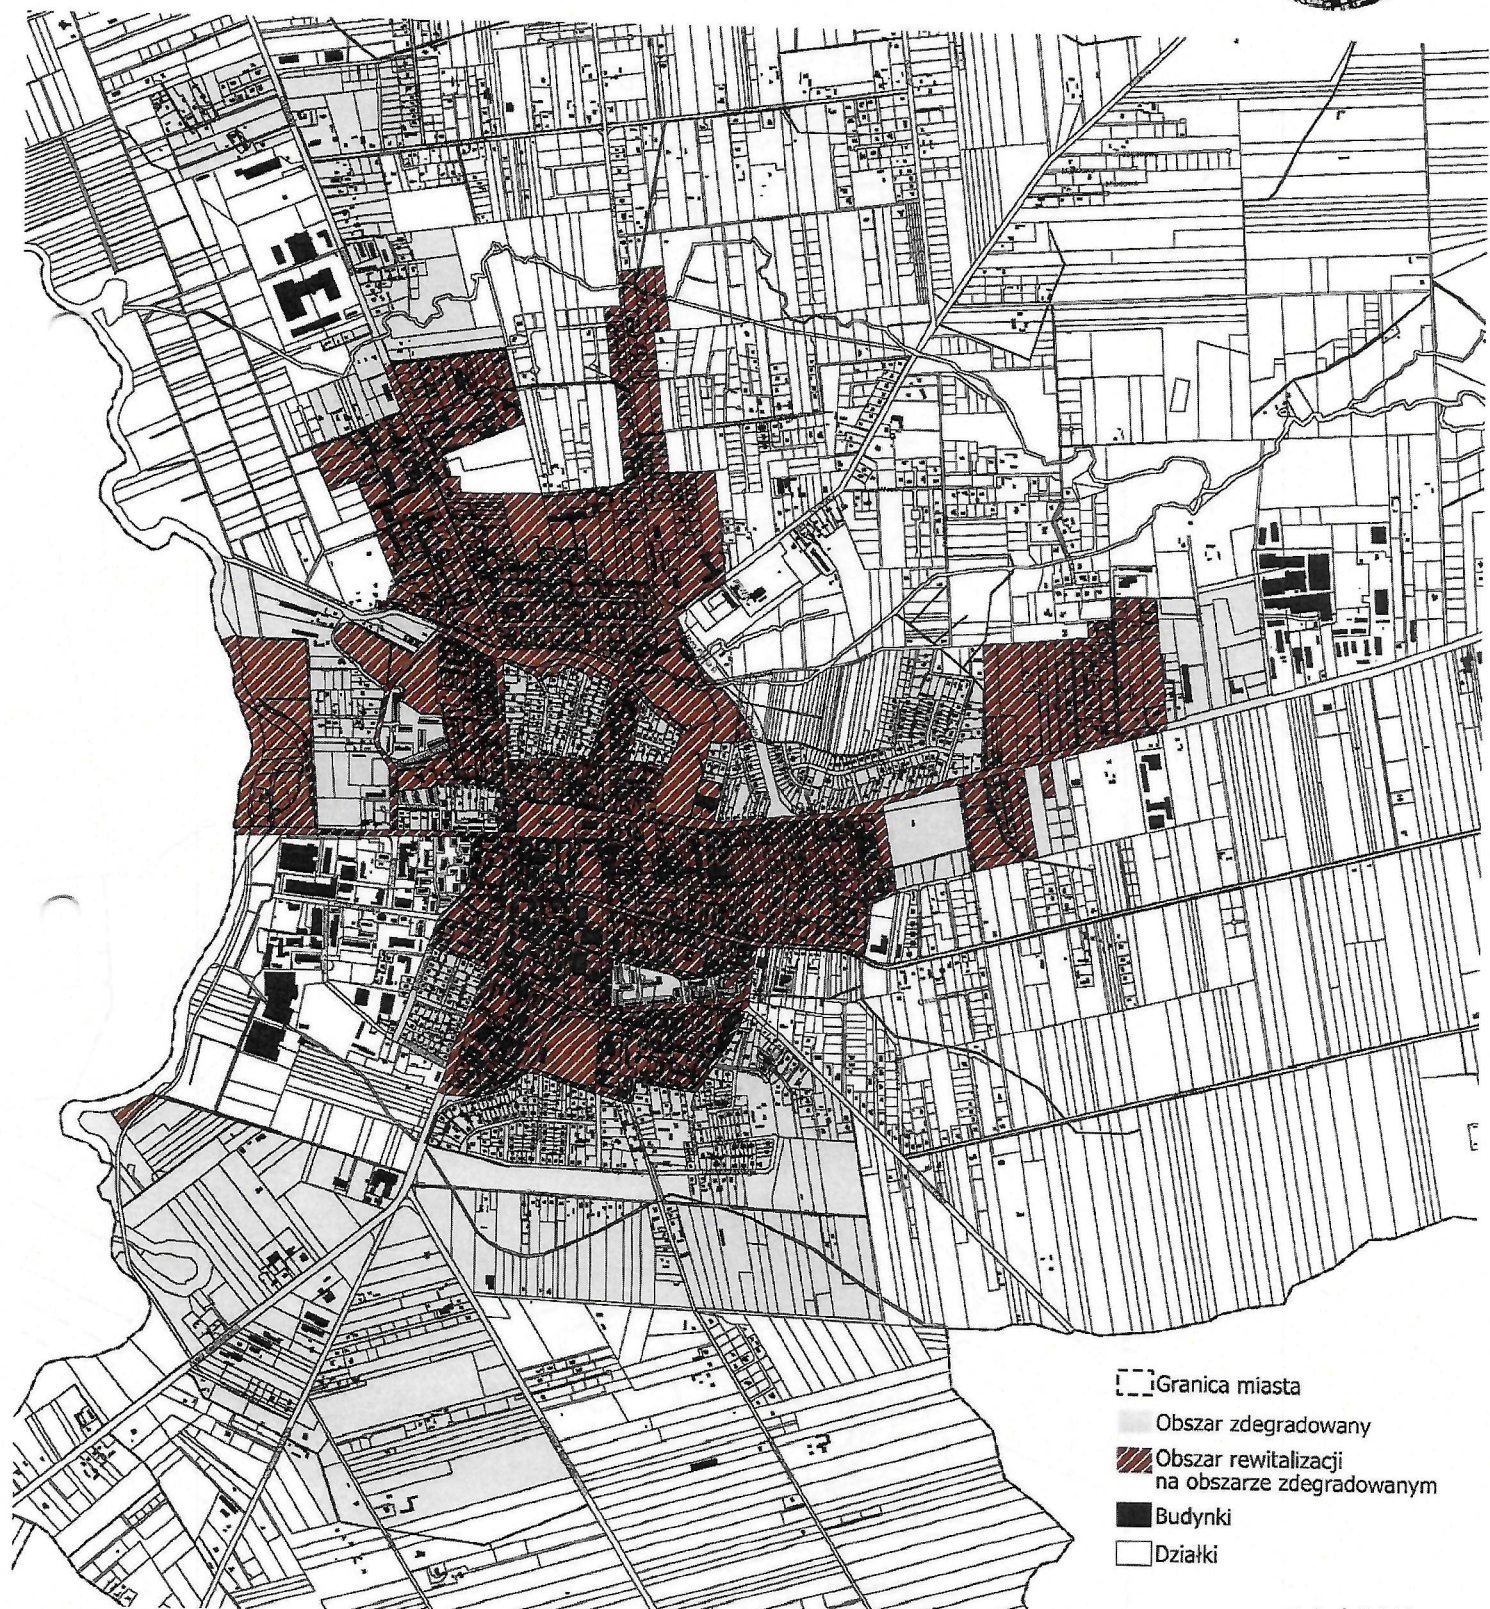 Granica miasta
Obszar zdegradowany
Obszar rewitalizacji
na obszarze zdegradowanym
Budynki
Działki